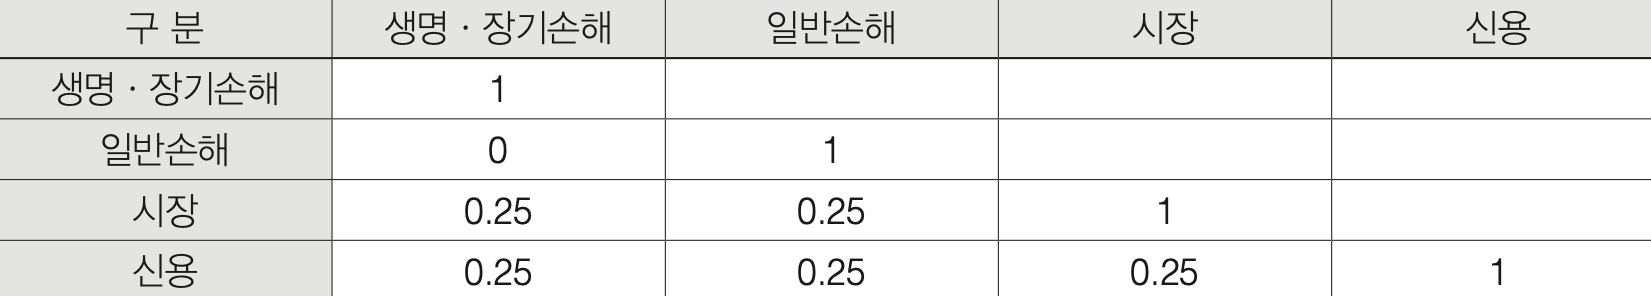 구 분 생명 · 장기손해 일반손해 시장 신용
생명 · 장기손해 1
일반손해 0 1
시장 0.25 0.25 1
신용 0.25 0.25 0.25 1